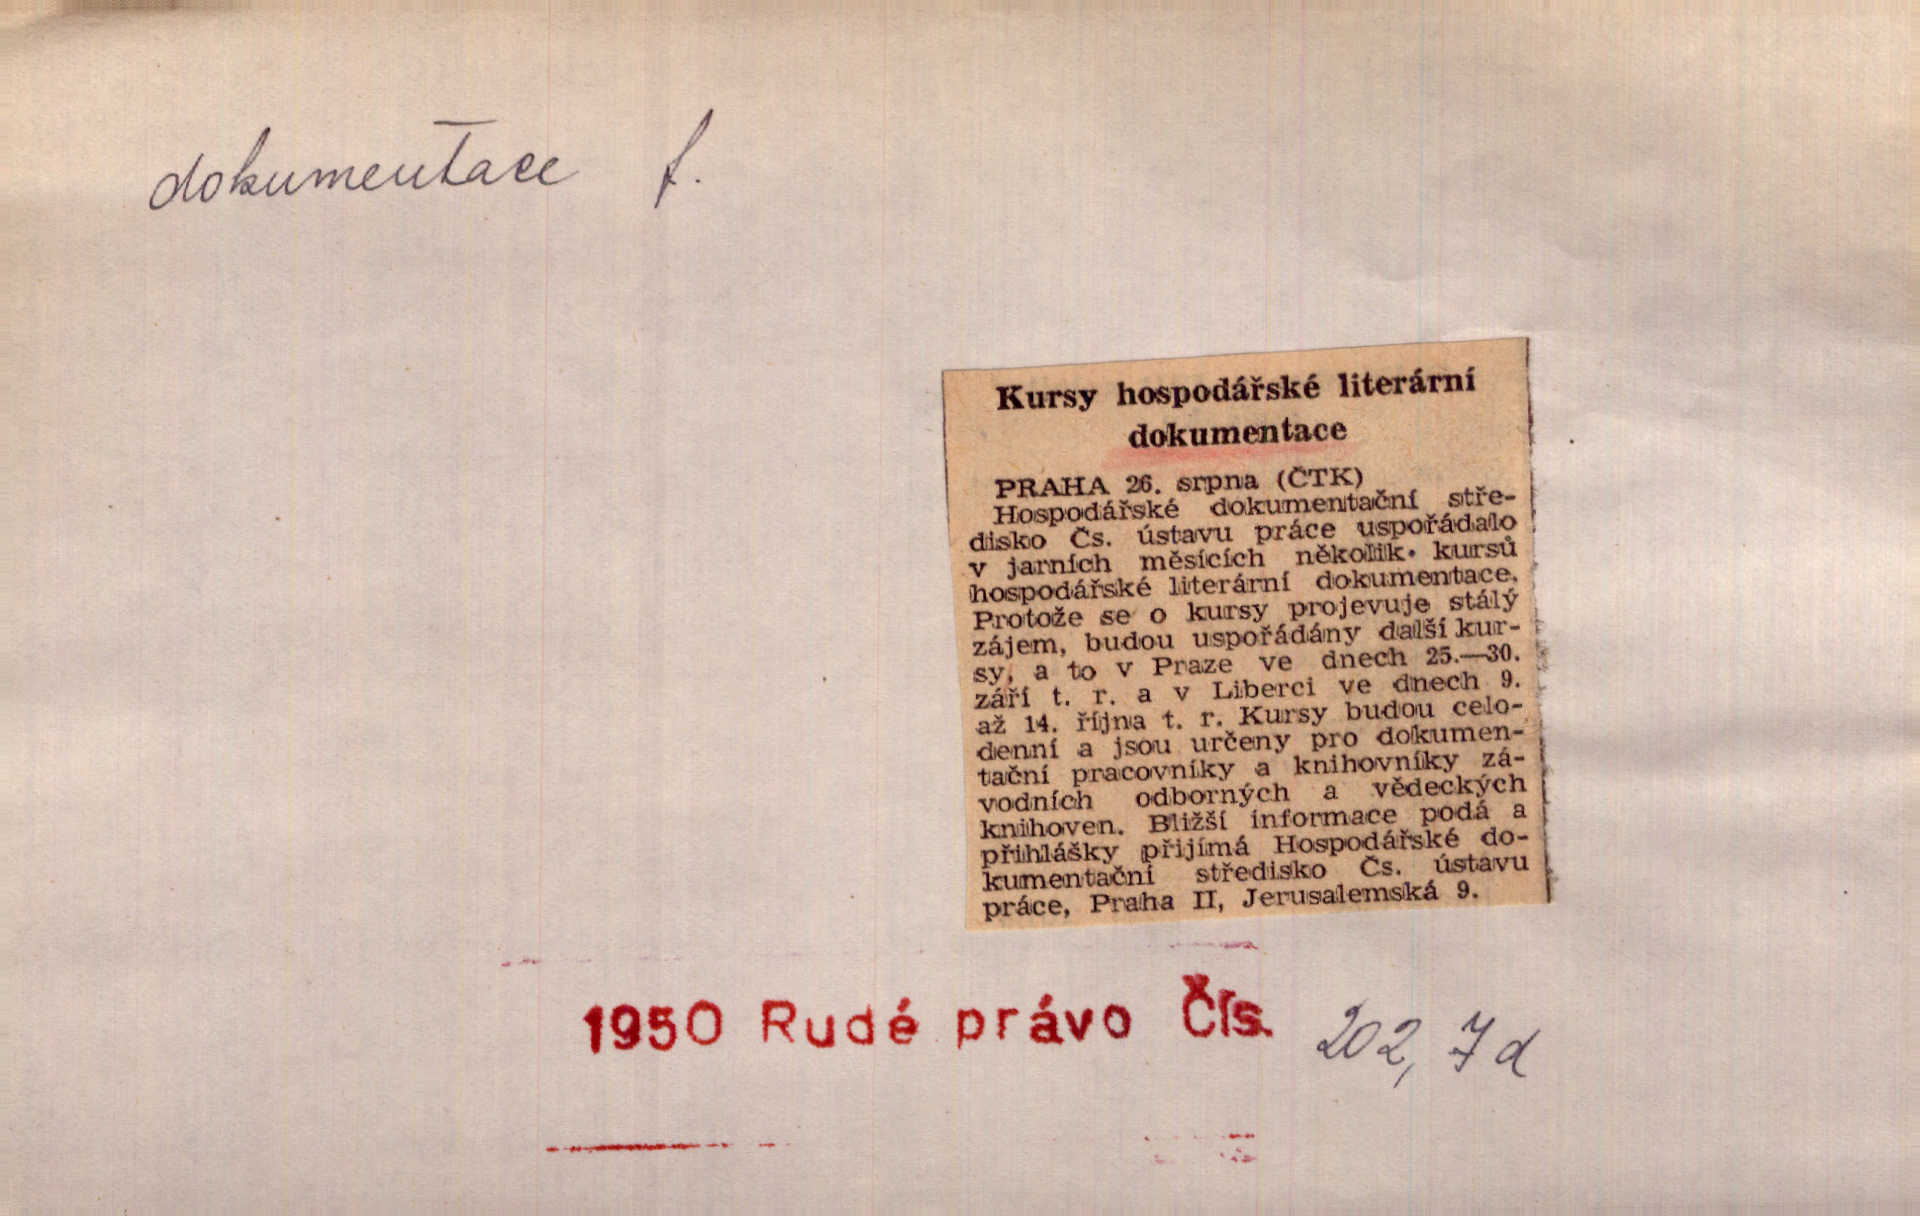 dokumentace f.
Kursy hospodářské literární
dokumentace
PRAHA 26. srpna (ČTK)
Hospodářské dokumentační stře-
disko Čs. ústavu práce uspořádalo
v jarních měsících několik kursů
hospodářské literární dokumentace.
Protože se o kursy projevuje stálý
zájem, budou uspořádány další kur-
sy, a to v Praze ve dnech 25.—30.
září t. r. a v Liberci ve dnech 9.
až 14. října t. r. Kursy budou celo-
denní a jsou určeny pro dokumen-
tační pracovníky a knihovníky zá-
vodních odborných a vědeckých
knihoven. Bližší informace podá a
přihlášky přijímá Hospodářské do-
kumentační středisko Čs. ústavu
práce, Praha II, Jerusalemská 9.
1950 Rudé právo Čís. 202, 7d